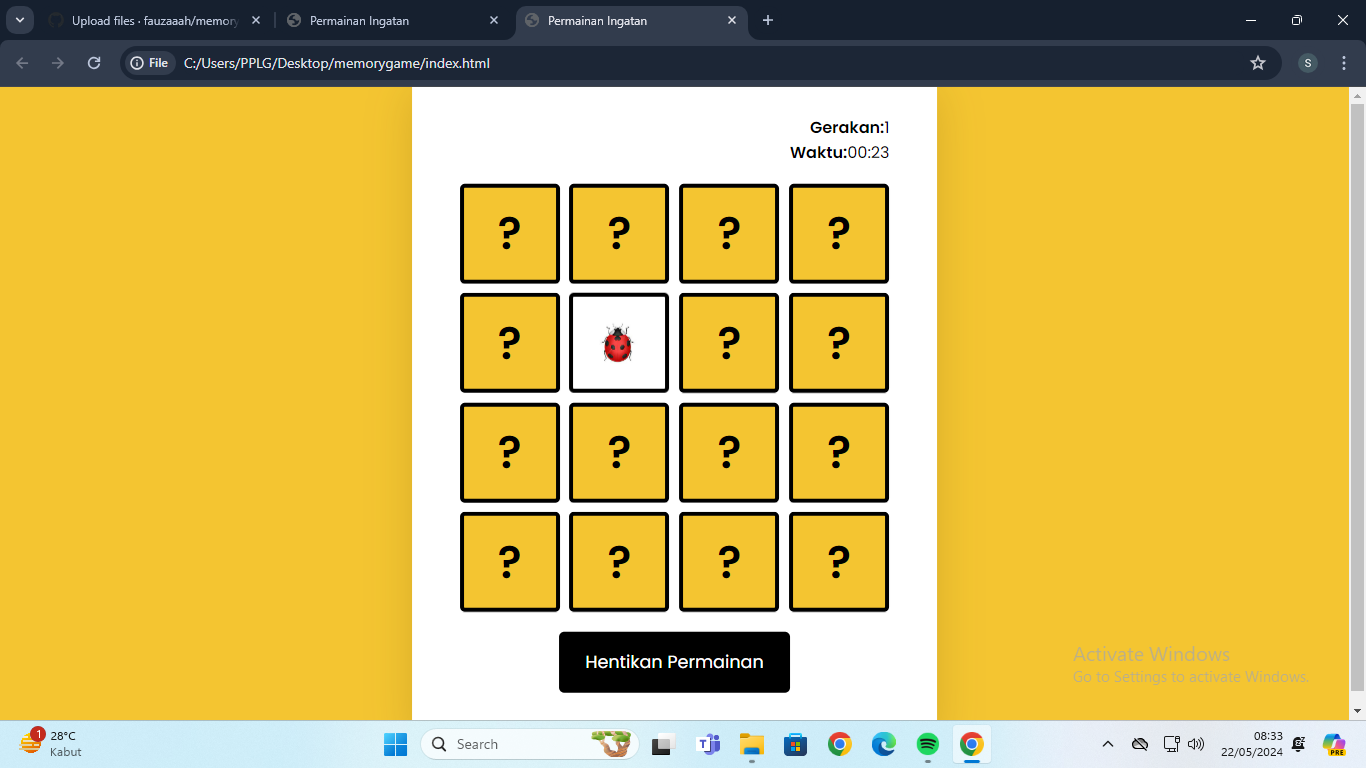 Upload files · fauzaaah/memory
Permainan Ingatan
Permainan Ingatan
File
C:/Users/PPLG/Desktop/memorygame/index.html
S
Gerakan:1
Waktu:00:23
? ? ? ?
? ? ?
? ? ? ?
? ? ? ?
Hentikan Permainan
Activate Windows
Go to Settings to activate Windows.
1
28°C
Kabut
Search
08:33
22/05/2024
PRE